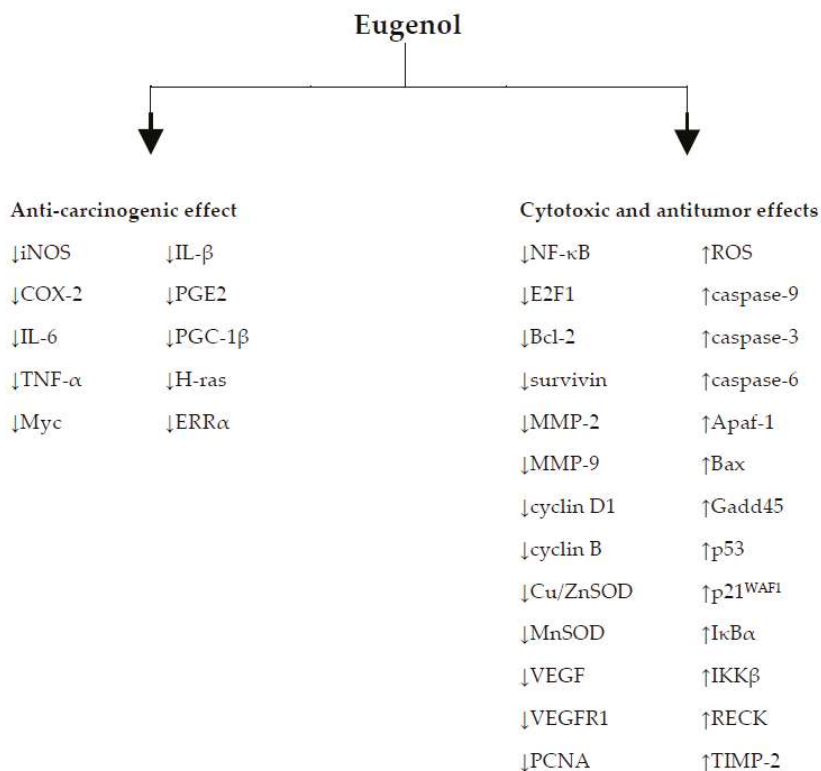 Eugenol
Anti-carcinogenic effect
↓iNOS ↓IL-β
↓COX-2 ↓PGE2
↓IL-6 ↓PGC-1β
↓TNF-α ↓H-ras
↓Myc ↓ERRα
Cytotoxic and antitumor effects
↓NF-κB ↑ROS
↓E2F1 ↑caspase-9
↓Bcl-2 ↑caspase-3
↓survivin ↑caspase-6
↓MMP-2 ↑Apaf-1
↓MMP-9 ↑Bax
↓cyclin D1 ↑Gadd45
↓cyclin B ↑p53
↓Cu/ZnSOD ↑p21WAF1
↓MnSOD ↑IκBα
↓VEGF ↑IKKβ
↓VEGFR1 ↑RECK
↓PCNA ↑TIMP-2